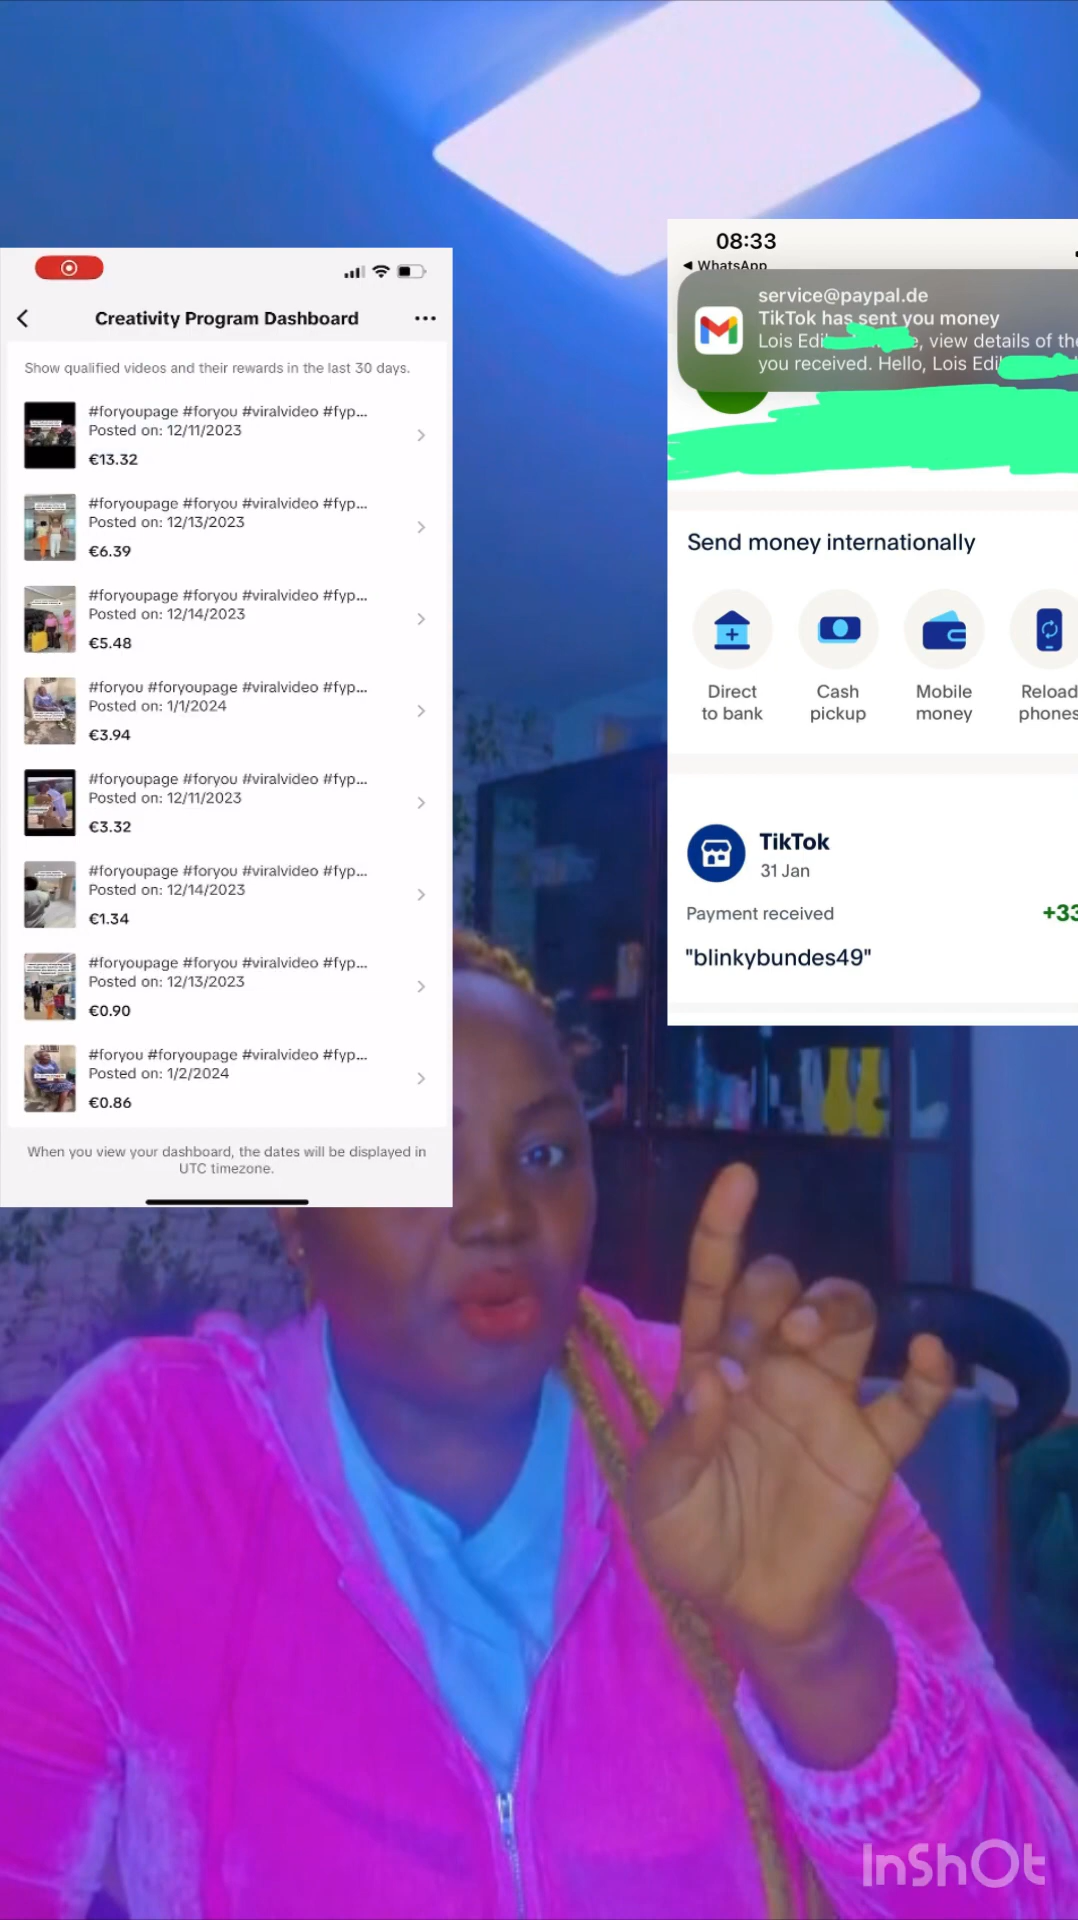 Creativity Program Dashboard
Show qualified videos and their rewards in the last 30 days.
#foryoupage #foryou #viralvideo #fyp...
Posted on: 12/11/2023
€13.32
#foryoupage #foryou #viralvideo #fyp...
Posted on: 12/13/2023
€6.39
#foryoupage #foryou #viralvideo #fyp...
Posted on: 12/14/2023
€5.48
#foryou #foryoupage #viralvideo #fyp...
Posted on: 1/1/2024
€3.94
#foryoupage #foryou #viralvideo #fyp...
Posted on: 12/11/2023
€3.32
#foryoupage #foryou #viralvideo #fyp...
Posted on: 12/14/2023
€1.34
#foryoupage #foryou #viralvideo #fyp...
Posted on: 12/13/2023
€0.90
#foryou #foryoupage #viralvideo #fyp...
Posted on: 1/2/2024
€0.86
When you view your dashboard, the dates will be displayed in
UTC timezone.
08:33
WhatsApp
service@paypal.de
TikTok has sent you money
Lois Edi , view details of the
you received. Hello, Lois Edi
Send money internationally
Direct
to bank
Cash
pickup
Mobile
money
Reload
phones
TikTok
31 Jan
Payment received
+33
"blinkybundes49"
InShOt